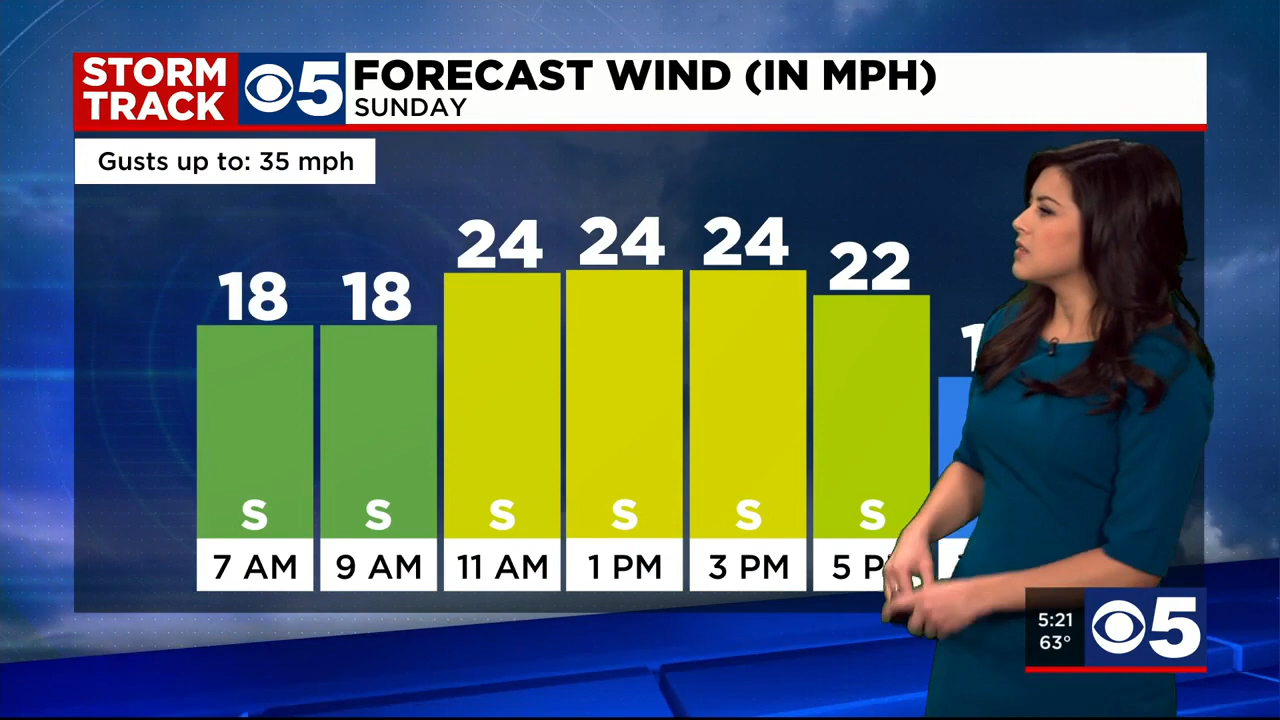 STORM
TRACK
5
FORECAST WIND (IN MPH)
SUNDAY
Gusts up to: 35 mph
18 18 24 24 24 22
S S S S S S
7 AM 9 AM 11 AM 1 PM 3 PM 5
5:21
63°
5